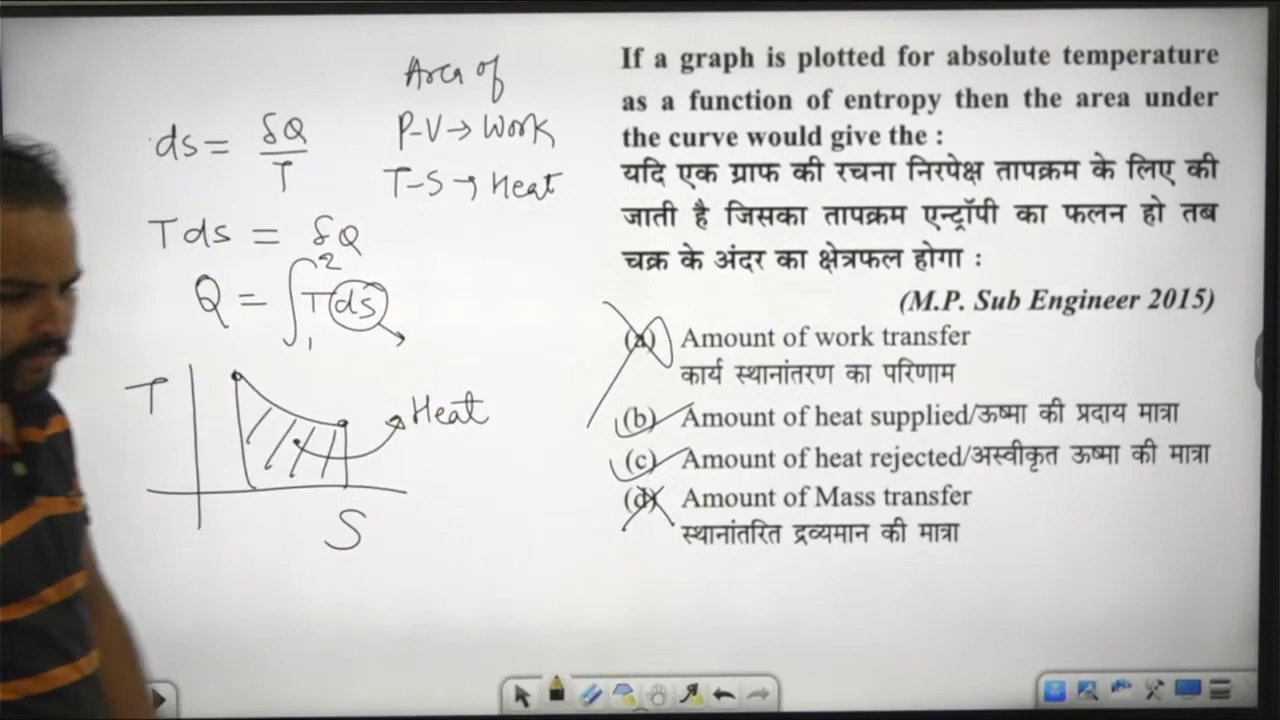 Area of
P-V → Work
T-S → Heat
ds = δQ/T
Tds = δQ
Q = ∫₁² Tds
T
Heat
S
If a graph is plotted for absolute temperature
as a function of entropy then the area under
the curve would give the :
यदि एक ग्राफ की रचना निरपेक्ष तापक्रम के लिए की
जाती है जिसका तापक्रम एन्ट्रॉपी का फलन हो तब
चक्र के अंदर का क्षेत्रफल होगा :
(M.P. Sub Engineer 2015)
(a) Amount of work transfer
कार्य स्थानांतरण का परिणाम
(b) Amount of heat supplied/ऊष्मा की प्रदाय मात्रा
(c) Amount of heat rejected/अस्वीकृत ऊष्मा की मात्रा
(d) Amount of Mass transfer
स्थानांतरित द्रव्यमान की मात्रा